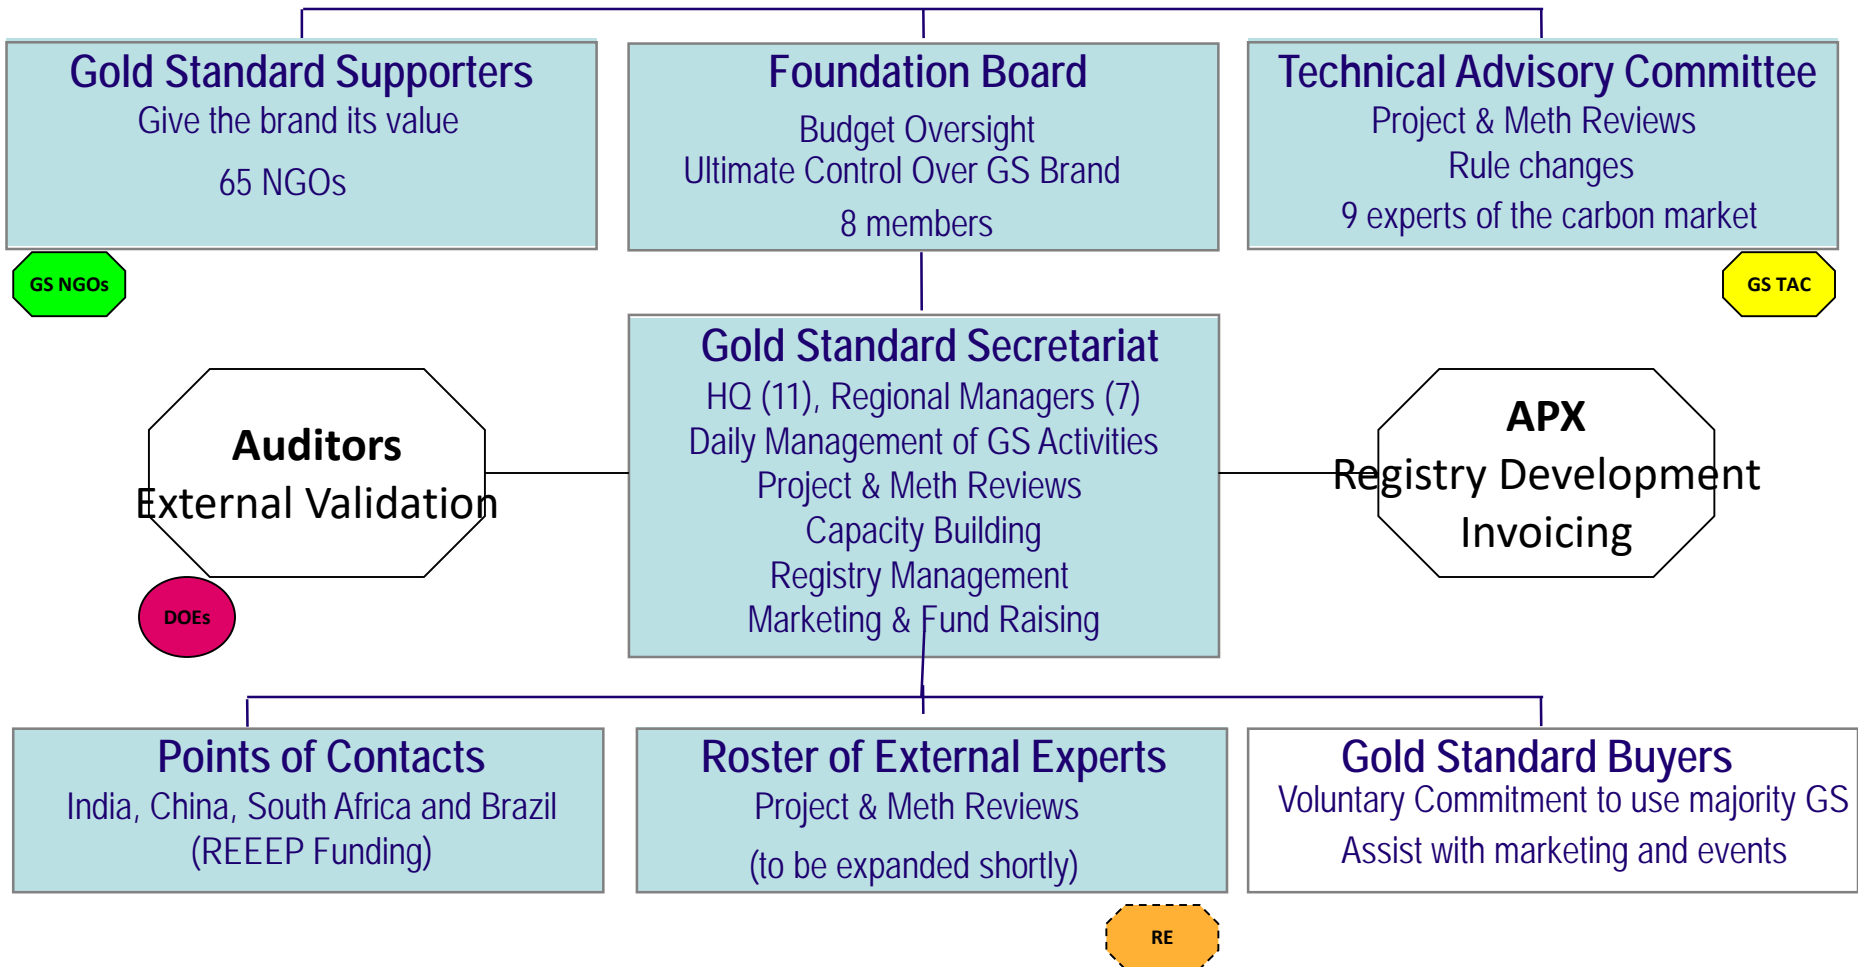 Gold Standard Supporters
Give the brand its value
65 NGOs
Foundation Board
Budget Oversight
Ultimate Control Over GS Brand
8 members
Technical Advisory Committee
Project & Meth Reviews
Rule changes
9 experts of the carbon market
GS NGOs
GS TAC
Auditors
External Validation
DOEs
Gold Standard Secretariat
HQ (11), Regional Managers (7)
Daily Management of GS Activities
Project & Meth Reviews
Capacity Building
Registry Management
Marketing & Fund Raising
APX
Registry Development
Invoicing
Points of Contacts
India, China, South Africa and Brazil
(REEEP Funding)
Roster of External Experts
Project & Meth Reviews
(to be expanded shortly)
RE
Gold Standard Buyers
Voluntary Commitment to use majority GS
Assist with marketing and events